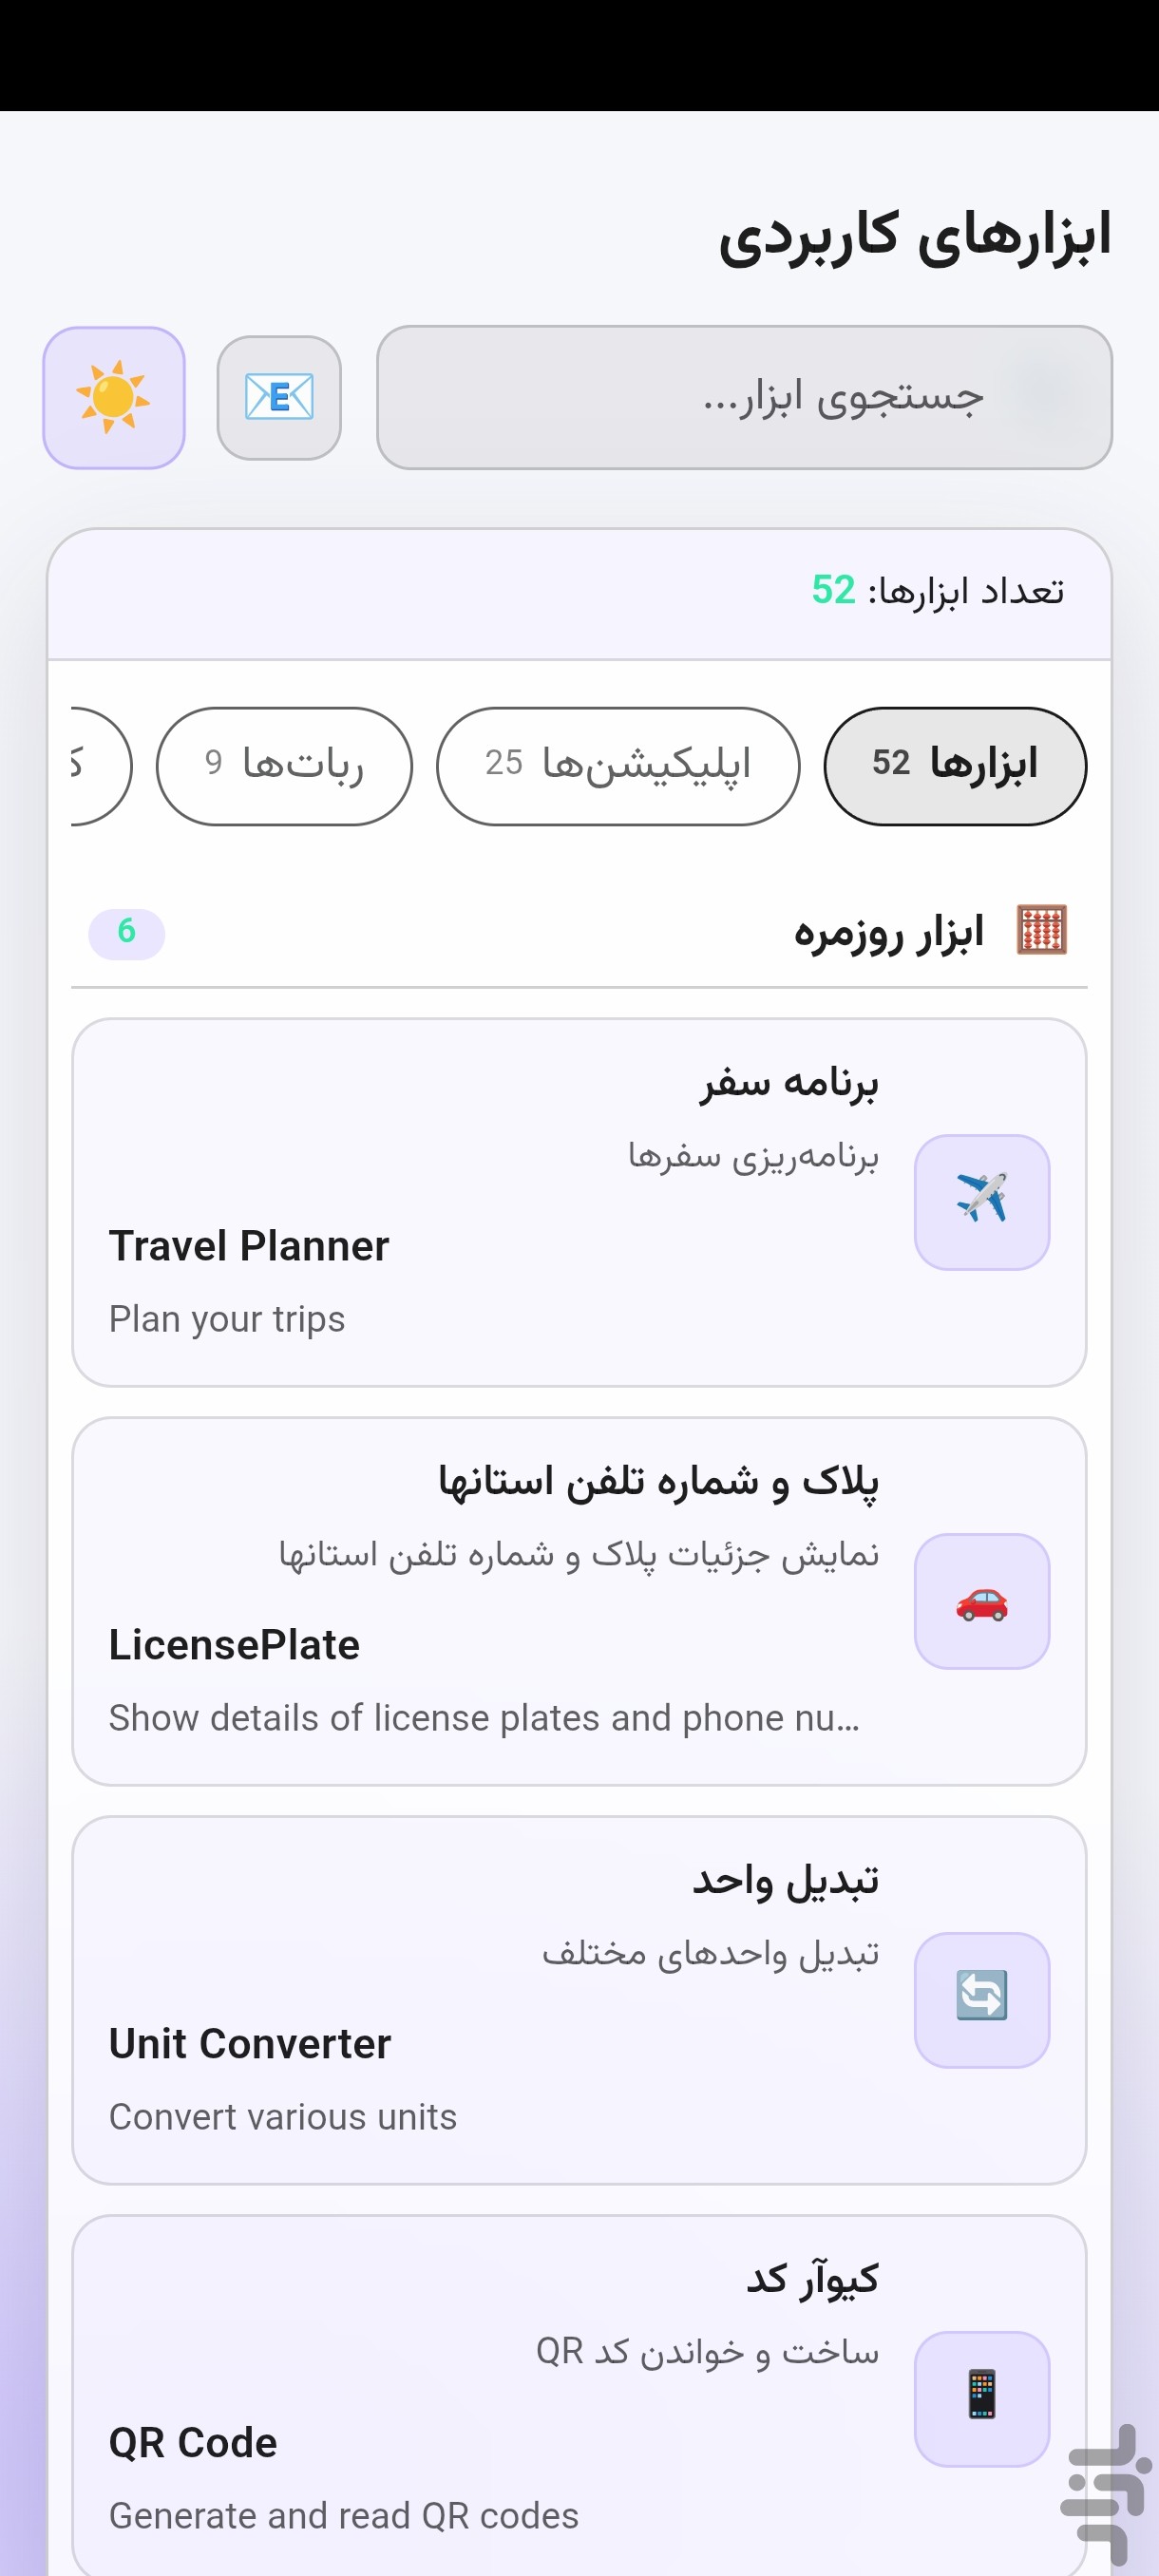 ابزارهای کاربردی
جستجوی ابزار...
تعداد ابزارها: 52
ابزارها 52
اپلیکیشن‌ها 25
ربات‌ها 9
ابزار روزمره
6
برنامه سفر
برنامه‌ریزی سفرها
Travel Planner
Plan your trips
پلاک و شماره تلفن استانها
نمایش جزئیات پلاک و شماره تلفن استانها
LicensePlate
Show details of license plates and phone nu…
تبدیل واحد
تبدیل واحدهای مختلف
Unit Converter
Convert various units
کیوآر کد
ساخت و خواندن کد QR
QR Code
Generate and read QR codes